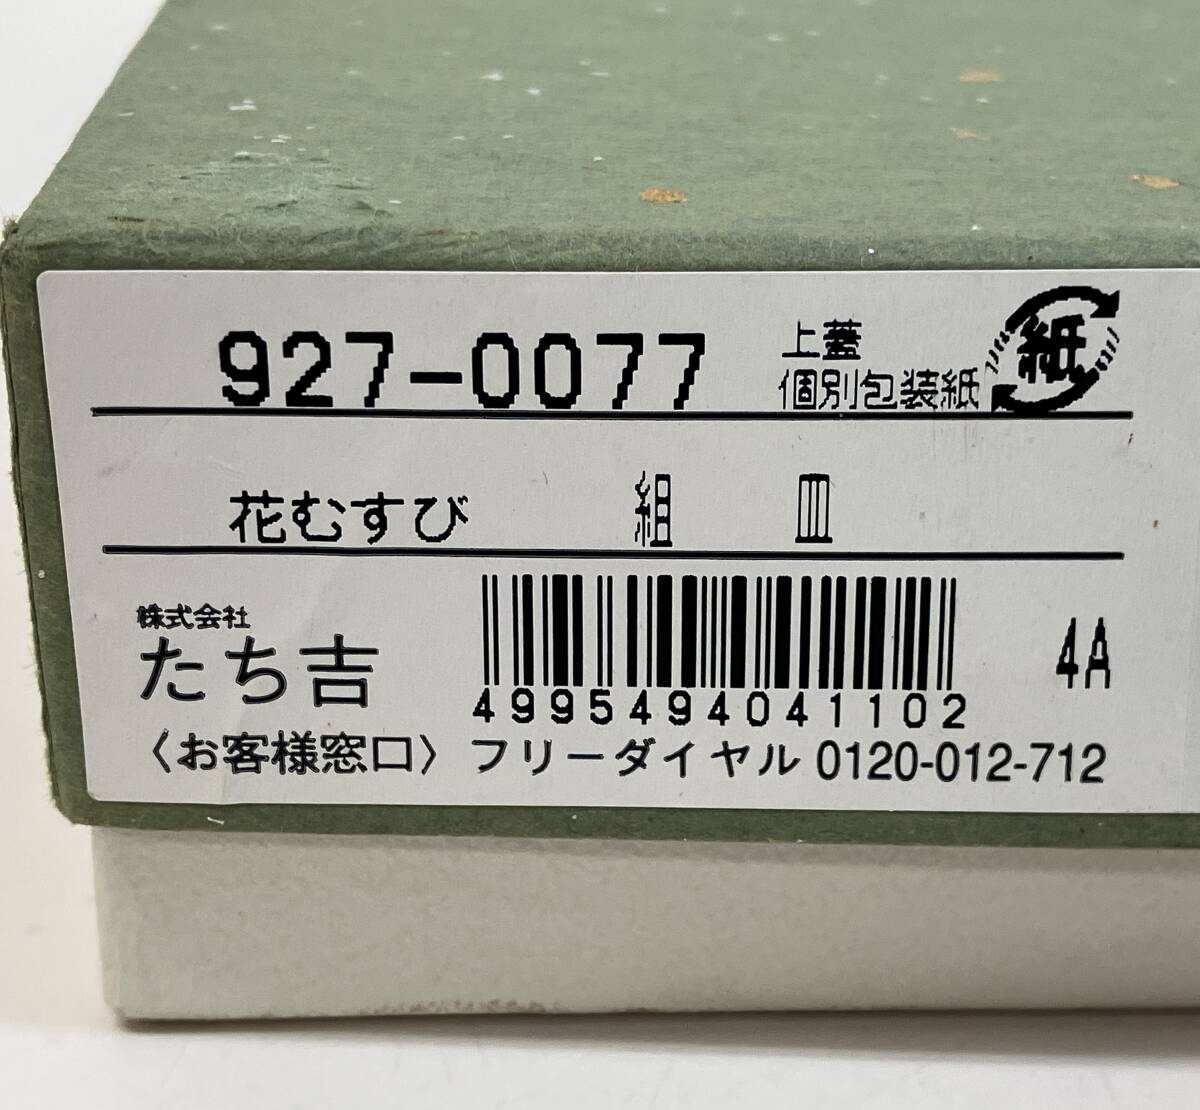 927-0077
上蓋
個別包装紙
紙
花むすび 組 皿
株式会社
たち吉
4995494041102
4A
〈お客様窓口〉フリーダイヤル 0120-012-712